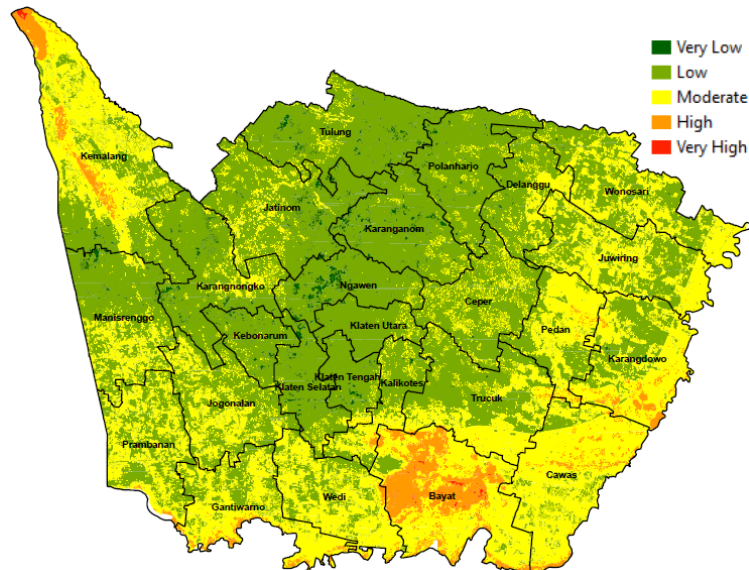 Very Low
Low
Moderate
High
Very High
Tulung
Kemalang
Polanharjo
Delanggu
Wonosari
Jatinom
Karanganom
Juwiring
Karangnongko
Ngawen
Ceper
Manisrenggo
Klaten Utara
Pedan
Kebonarum
Karangdowo
Klaten Tengah
Klaten Selatan
Kalikotes
Jogonalan
Trucuk
Prambanan
Cawas
Gantiwarno
Wedi
Bayat